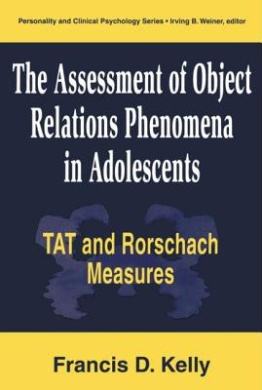 Personality and Clinical Psychology Series • Irving B. Weiner, editor
The Assessment of Object
Relations Phenomena
in Adolescents
TAT and Rorschach
Measures
Francis D. Kelly